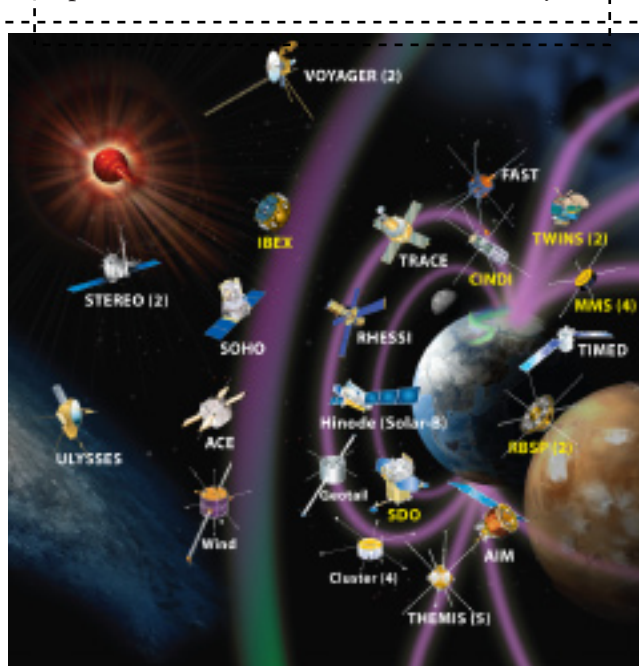 VOYAGER (2)
FAST
IBEX
TWINS (2)
TRACE
CINDI
STEREO (2)
MMS (4)
SOHO
RHESSI
TIMED
Hinode (Solar-B)
ACE
ULYSSES
RBSP (2)
Geotail
SDO
Wind
AIM
Cluster (4)
THEMIS (5)